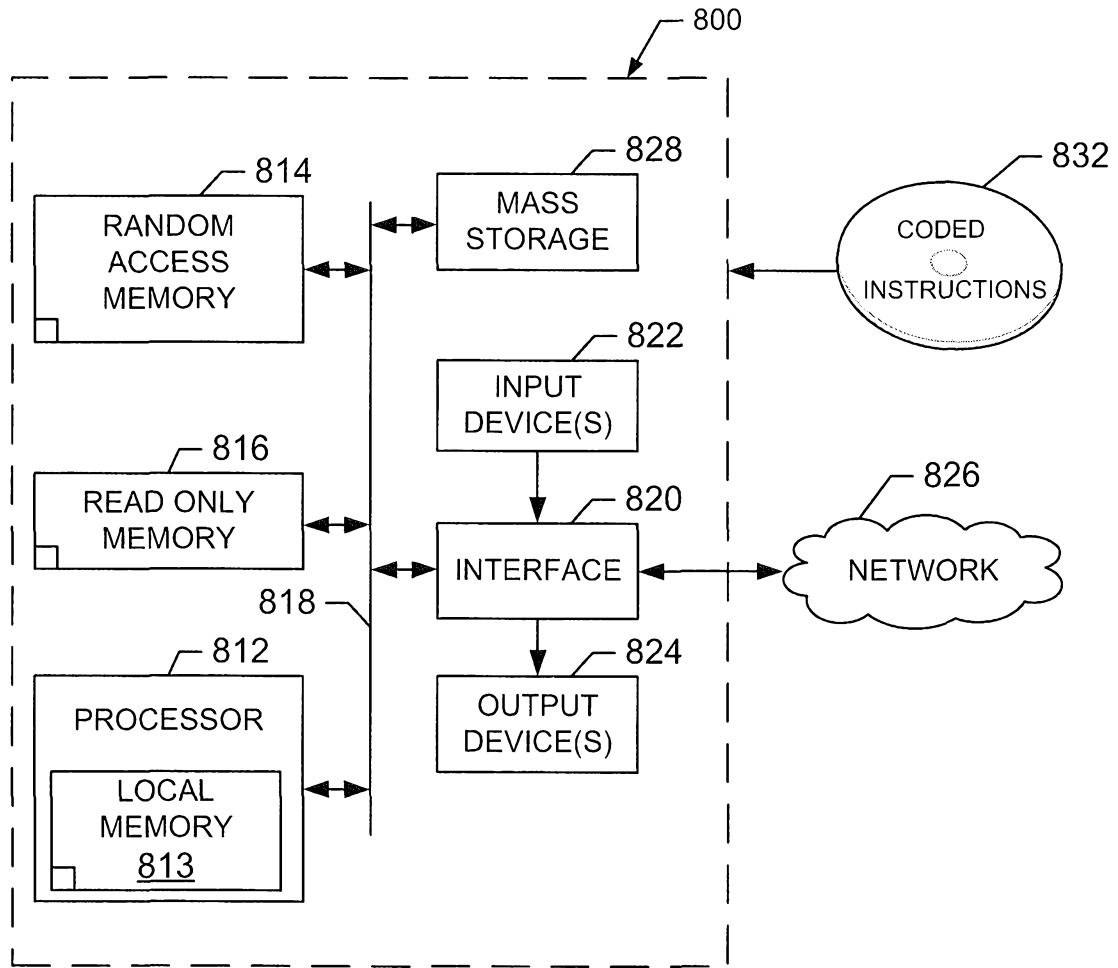 800
814
RANDOM
ACCESS
MEMORY
828
MASS
STORAGE
832
CODED
INSTRUCTIONS
822
INPUT
DEVICE(S)
816
READ ONLY
MEMORY
820
INTERFACE
826
NETWORK
818
812
PROCESSOR
LOCAL
MEMORY
813
824
OUTPUT
DEVICE(S)